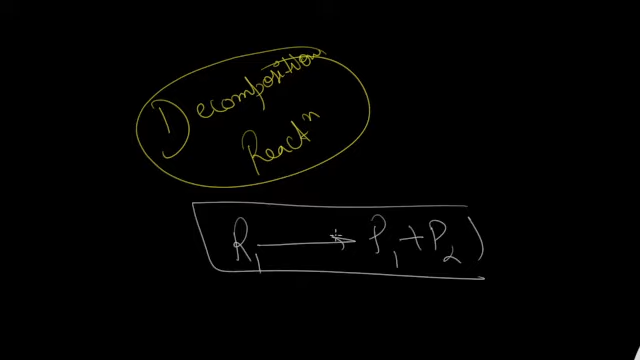 Decomposition
Reactⁿ
R₁ → P₁ + P₂